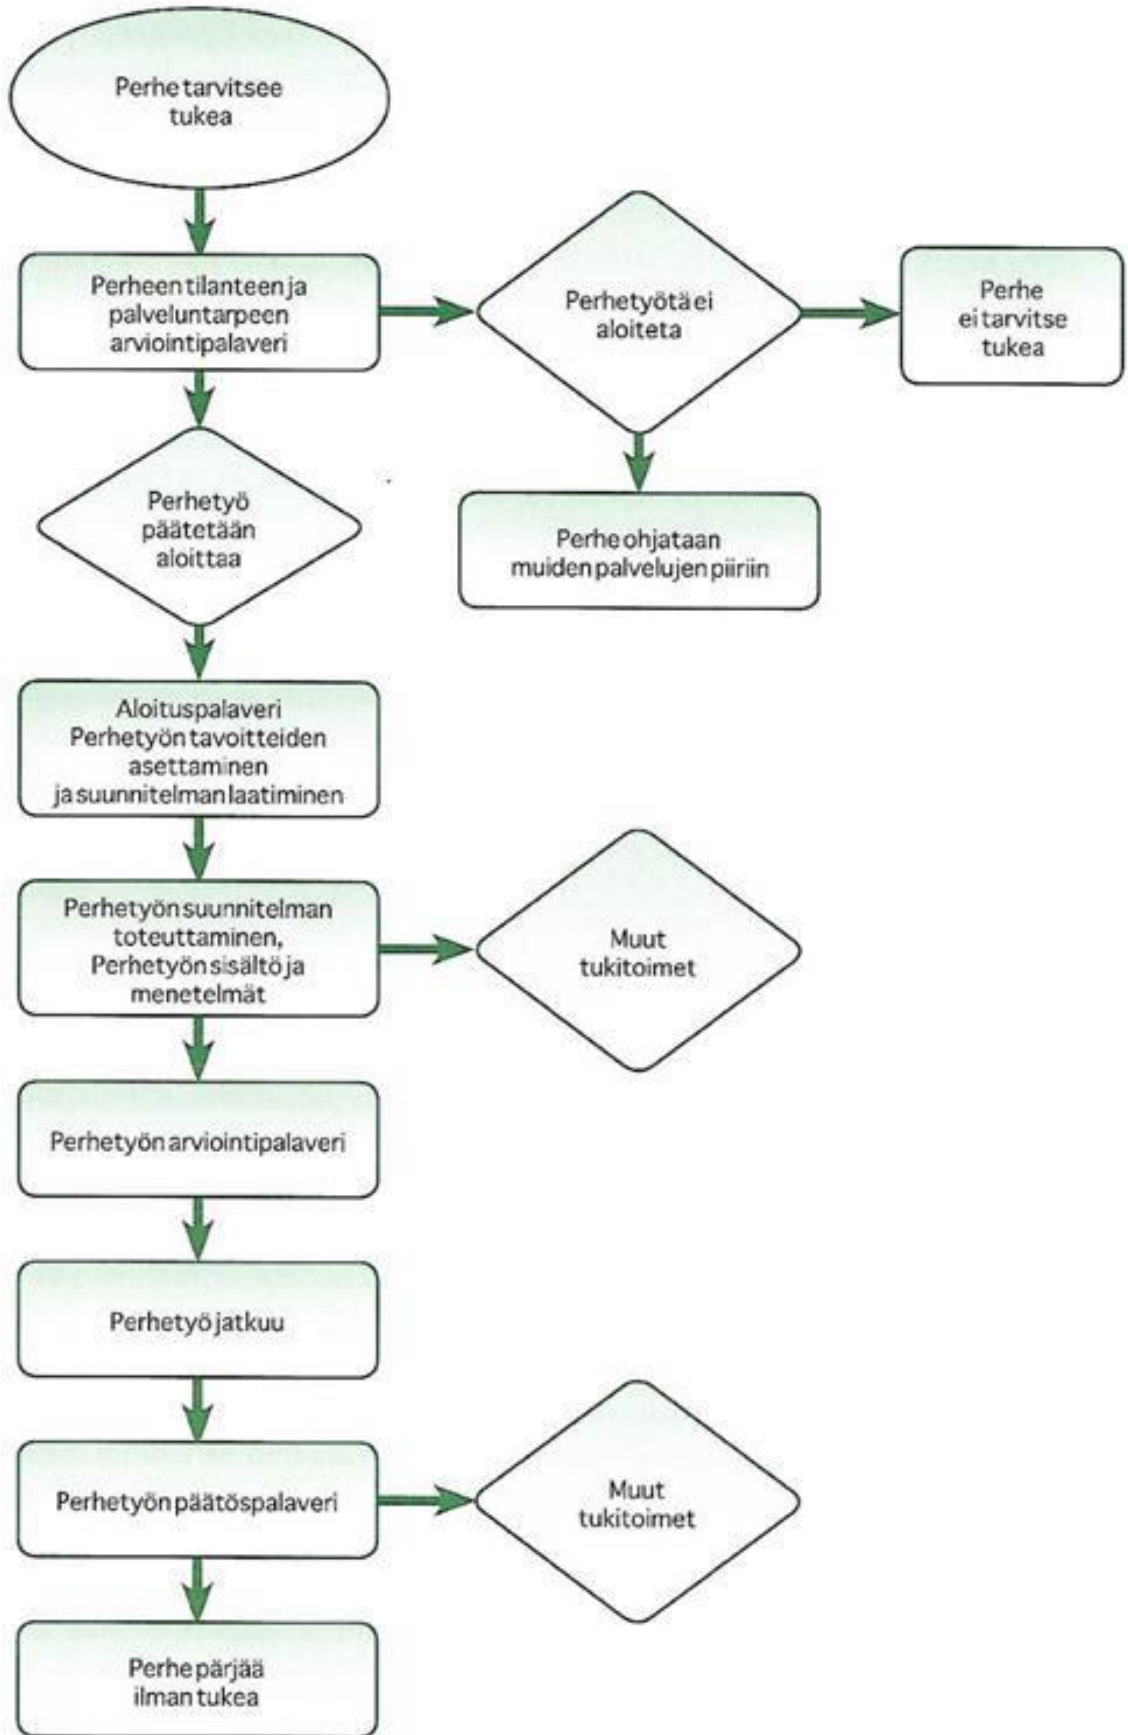 Perhe tarvitsee
tukea
Perheen tilanteen ja
palveluntarpeen
arviointipalaveri
Perhetyötä ei
aloiteta
Perhe
ei tarvitse
tukea
Perhetyö
päätetään
aloittaa
Perhe ohjataan
muiden palvelujen piiriin
Aloituspalaveri
Perhetyön tavoitteiden
asettaminen
ja suunnitelman laatiminen
Perhetyön suunnitelman
toteuttaminen,
Perhetyön sisältö ja
menetelmät
Muut
tukitoimet
Perhetyön arviointipalaveri
Perhetyö jatkuu
Perhetyön päätöspalaveri
Muut
tukitoimet
Perhe pärjää
ilman tukea